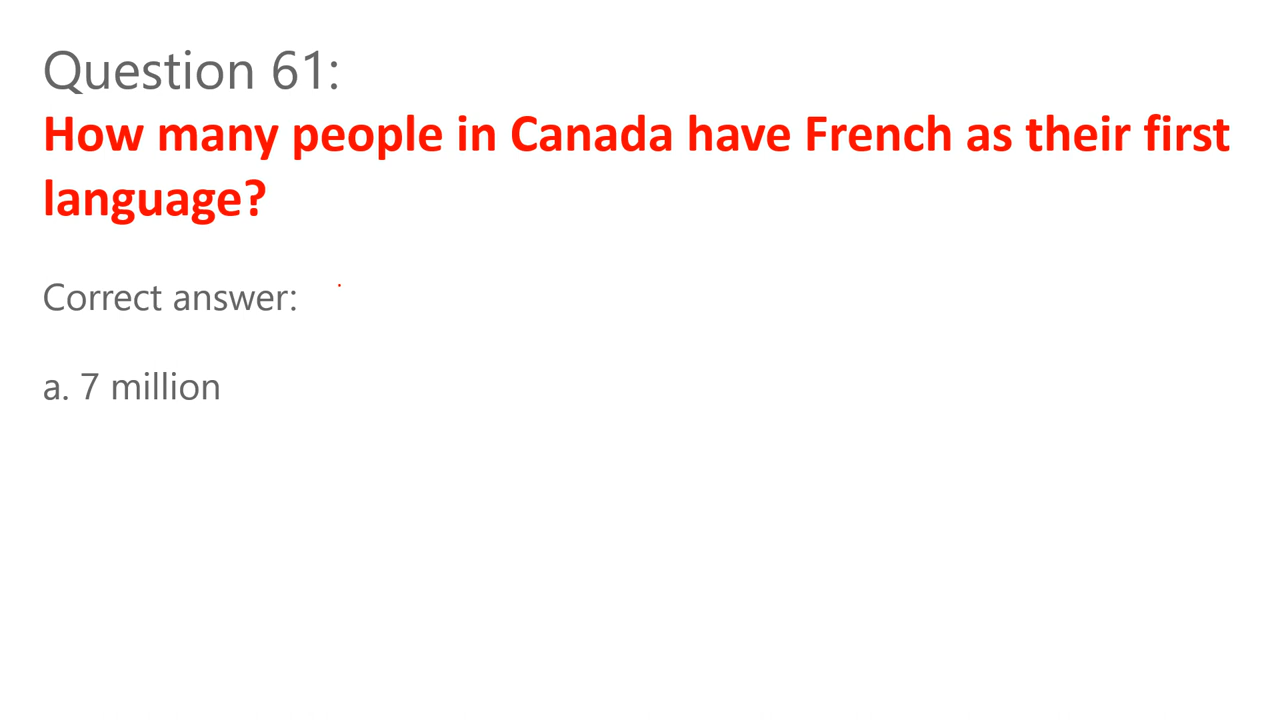 Question 61:
How many people in Canada have French as their first
language?
Correct answer:
a. 7 million